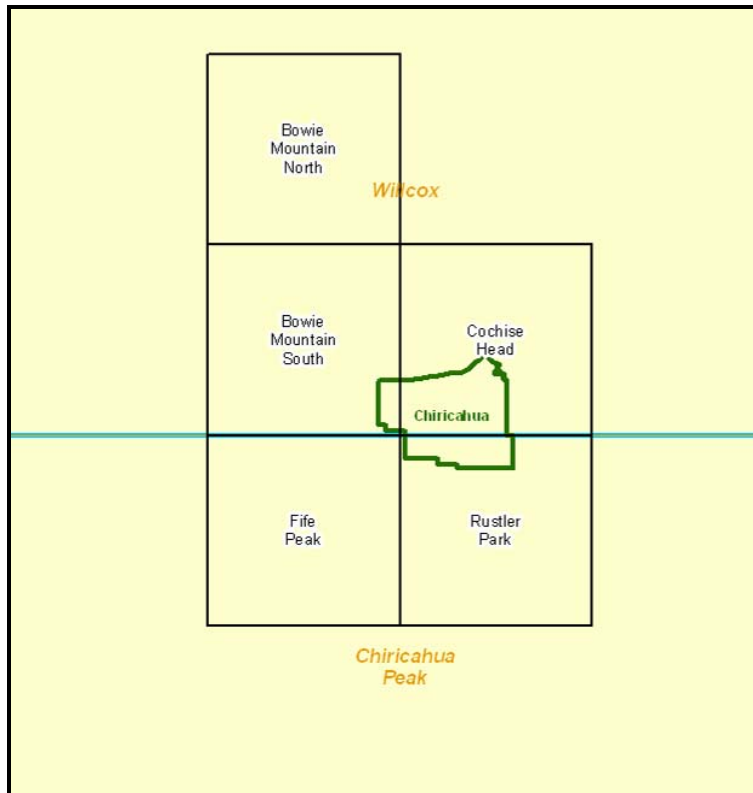 Bowie
Mountain
North
Willcox
Bowie
Mountain
South
Cochise
Head
Chiricahua
Fife
Peak
Rustler
Park
Chiricahua
Peak